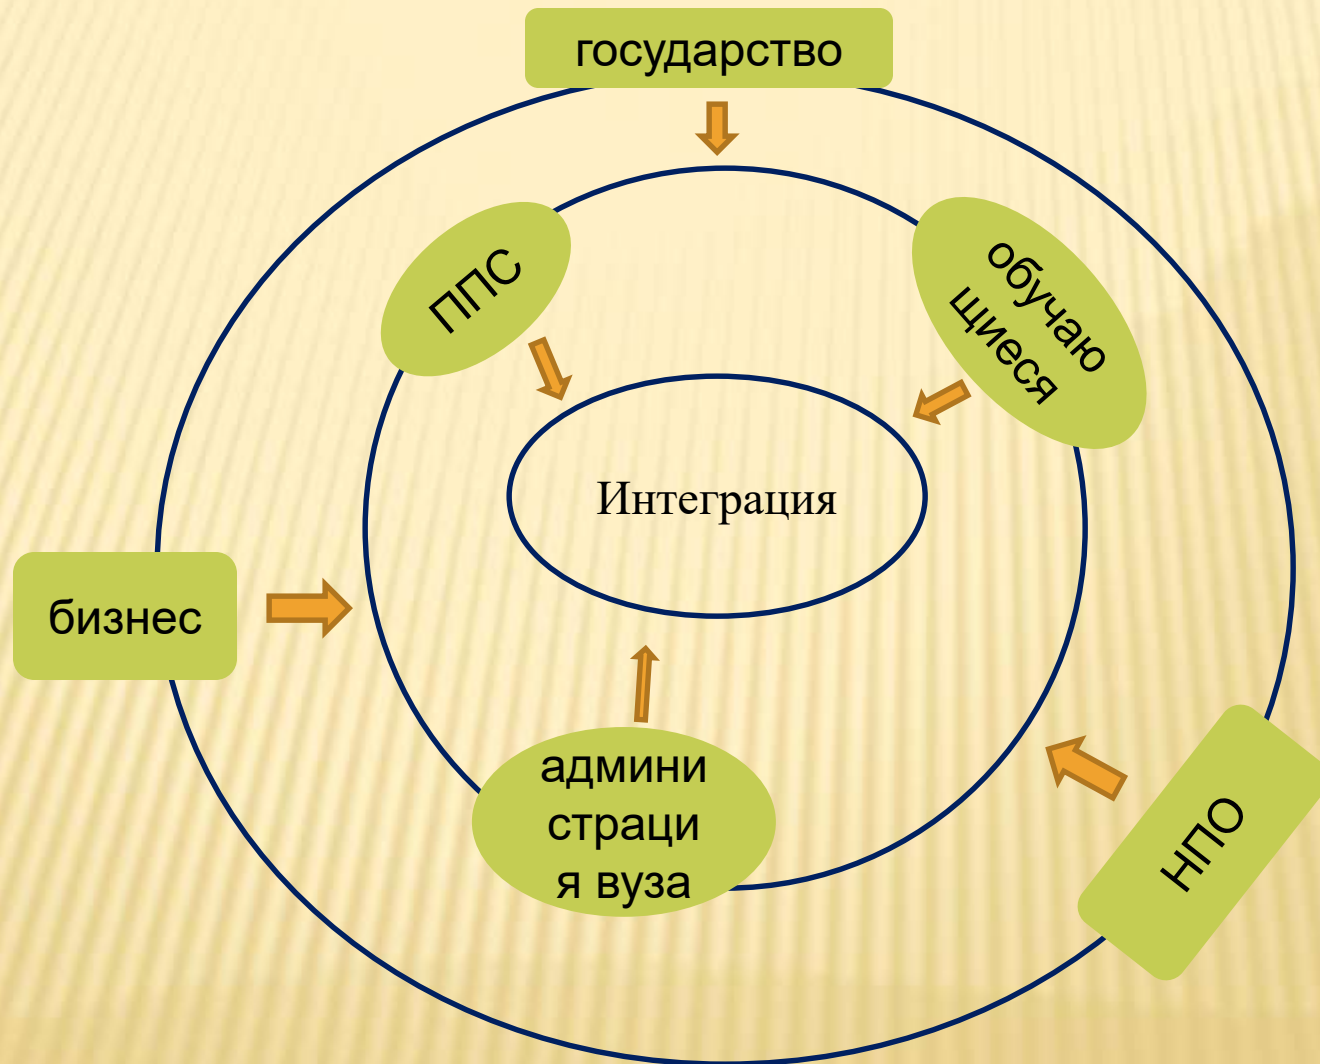 государство
ППС
обучаю
щиеся
Интеграция
бизнес
админи
страци
я вуза
НПО